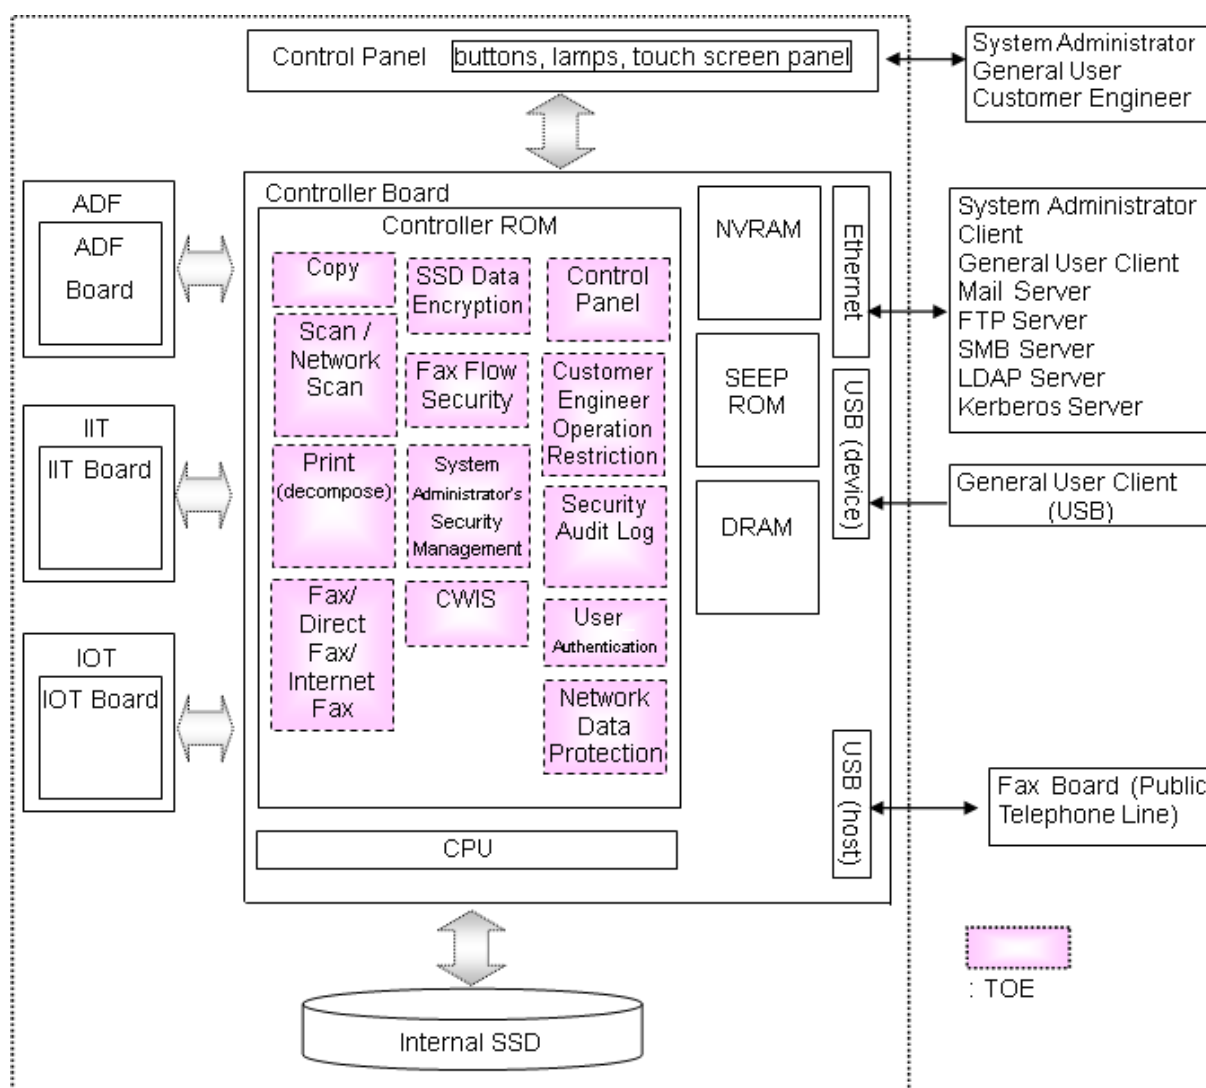 Control Panel
buttons, lamps, touch screen panel
System Administrator
General User
Customer Engineer
ADF
ADF
Board
IIT
IIT Board
IOT
IOT Board
Controller Board
Controller ROM
Copy
Scan /
Network
Scan
Print
(decompose)
Fax/
Direct
Fax/
Internet
Fax
SSD Data
Encryption
Fax Flow
Security
System
Administrator's
Security
Management
CWIS
Control
Panel
Customer
Engineer
Operation
Restriction
Security
Audit Log
User
Authentication
Network
Data
Protection
NVRAM
SEEP
ROM
DRAM
Ethernet
USB (device)
USB (host)
CPU
Internal SSD
System Administrator
Client
General User Client
Mail Server
FTP Server
SMB Server
LDAP Server
Kerberos Server
General User Client
(USB)
Fax Board (Public
Telephone Line)
: TOE